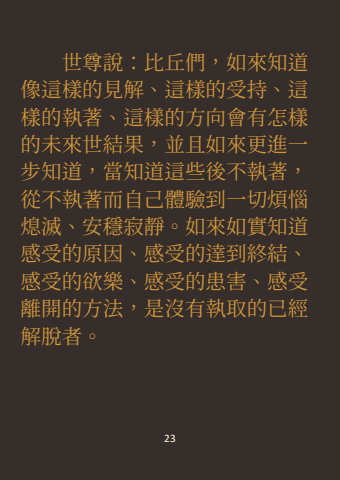 世尊說：比丘們，如來知道
像這樣的見解、這樣的受持、這
樣的執著、這樣的方向會有怎樣
的未來世結果，並且如來更進一
步知道，當知道這些後不執著，
從不執著而自己體驗到一切煩惱
熄滅、安穩寂靜。如來如實知道
感受的原因、感受的達到終結、
感受的欲樂、感受的患害、感受
離開的方法，是沒有執取的已經
解脫者。
23